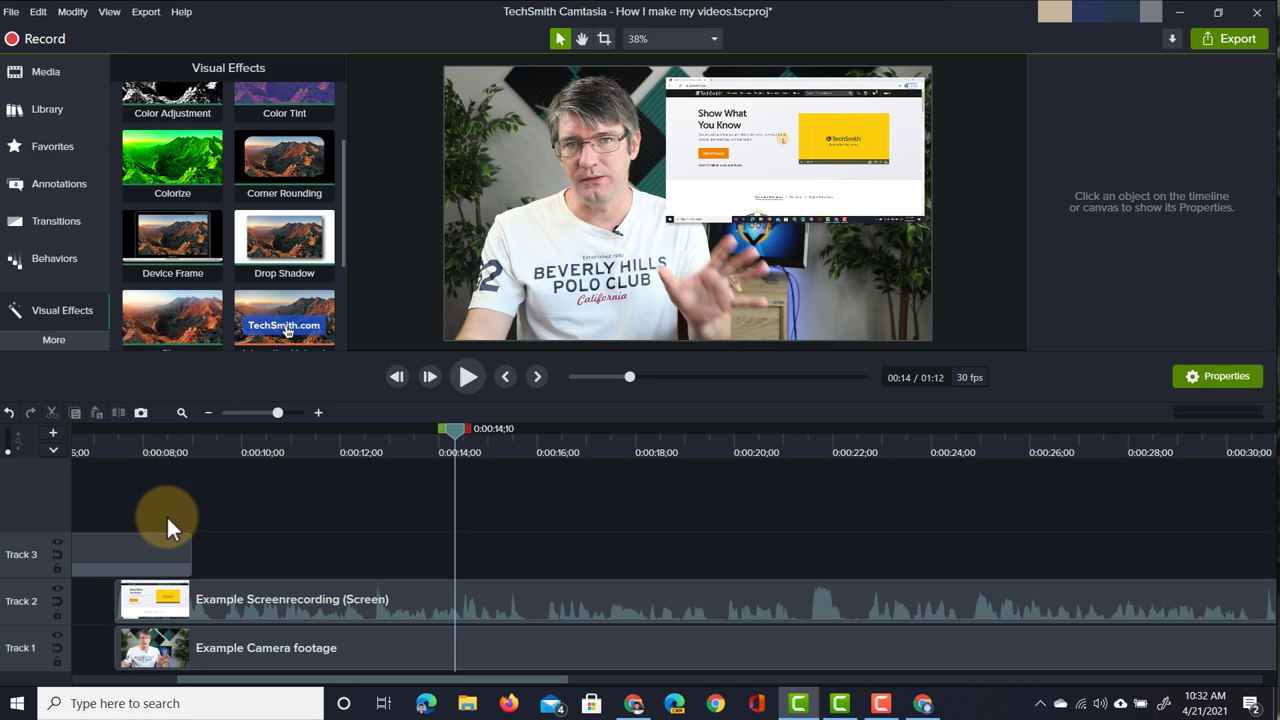 File Edit Modify View Export Help
TechSmith Camtasia - How I make my videos.tscproj*
Record
38%
Export
Media
Visual Effects
Annotations
Behaviors
Visual Effects
More
Color Adjustment
Color Tint
Colorize
Corner Rounding
Device Frame
Drop Shadow
TechSmith.com
TechSmith
Show What
You Know
TechSmith
Established 1982
BEVERLY HILLS
POLO CLUB
California
Click an object on the timeline
or canvas to show its Properties
00:14 / 01:12
30 fps
Properties
0:00:14;10
0:00:08;00 0:00:10;00 0:00:12;00 0:00:14;00 0:00:16;00 0:00:18;00 0:00:20;00 0:00:22;00 0:00:24;00 0:00:26;00 0:00:28;00 0:00:30;00
Track 3
Track 2
Example Screenrecording (Screen)
Track 1
Example Camera footage
Type here to search
4
CAN
10:32 AM
4/21/2021
2